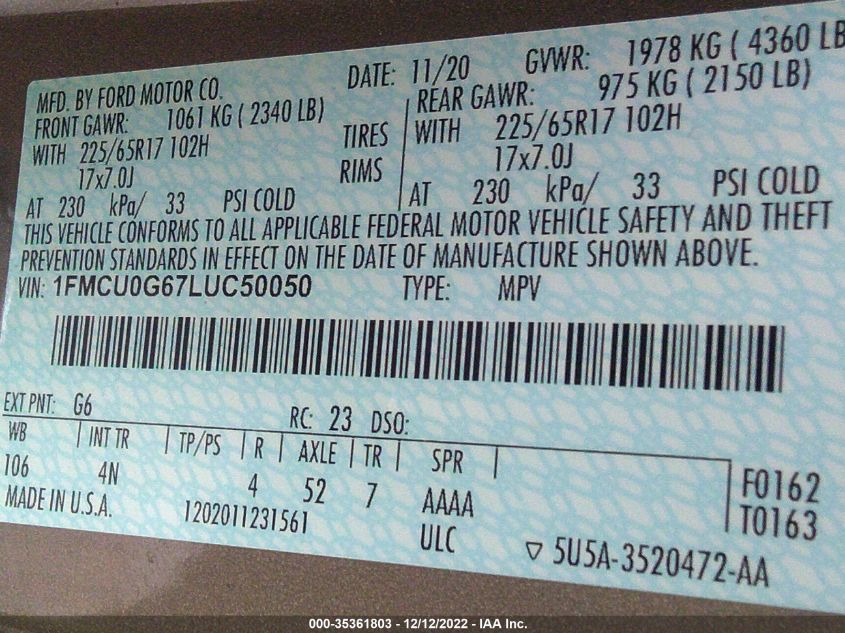 MFD. BY FORD MOTOR CO. DATE: 11/20 GVWR: 1978 KG ( 4360 LB
FRONT GAWR: 1061 KG ( 2340 LB) REAR GAWR: 975 KG ( 2150 LB)
WITH 225/65R17 102H TIRES WITH 225/65R17 102H
17x7.0J RIMS 17x7.0J
AT 230 kPa/ 33 PSI COLD AT 230 kPa/ 33 PSI COLD
THIS VEHICLE CONFORMS TO ALL APPLICABLE FEDERAL MOTOR VEHICLE SAFETY AND THEFT
PREVENTION STANDARDS IN EFFECT ON THE DATE OF MANUFACTURE SHOWN ABOVE.
VIN: 1FMCU0G67LUC50050 TYPE: MPV
EXT PNT: G6 RC: 23 DSO:
WB INT TR TP/PS R AXLE TR SPR
106 4N 4 52 7 AAAA F0162
MADE IN U.S.A. 1202011231561 ULC T0163
5U5A-3520472-AA
000-35361803 - 12/12/2022 - IAA Inc.